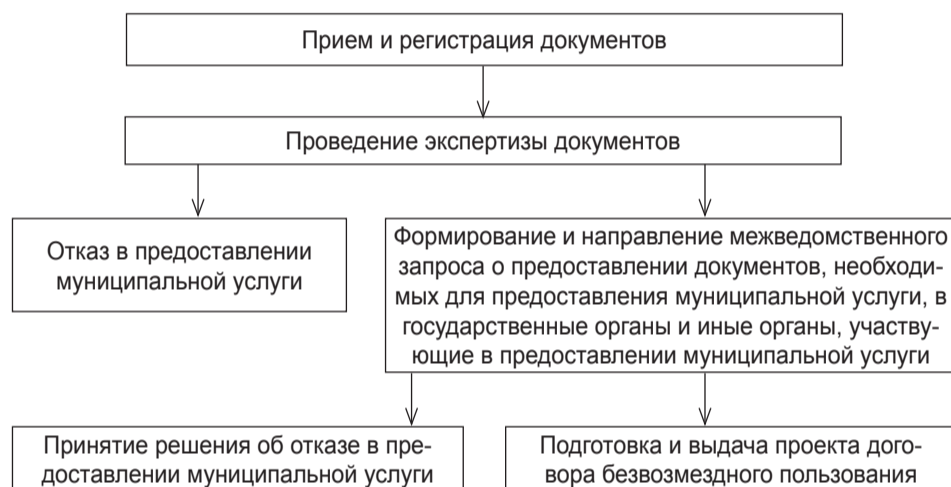 Прием и регистрация документов
Проведение экспертизы документов
Отказ в предоставлении
муниципальной услуги
Формирование и направление межведомственного
запроса о предоставлении документов, необходи-
мых для предоставления муниципальной услуги, в
государственные органы и иные органы, участву-
ющие в предоставлении муниципальной услуги
Принятие решения об отказе в пре-
доставлении муниципальной услуги
Подготовка и выдача проекта дого-
вора безвозмездного пользования